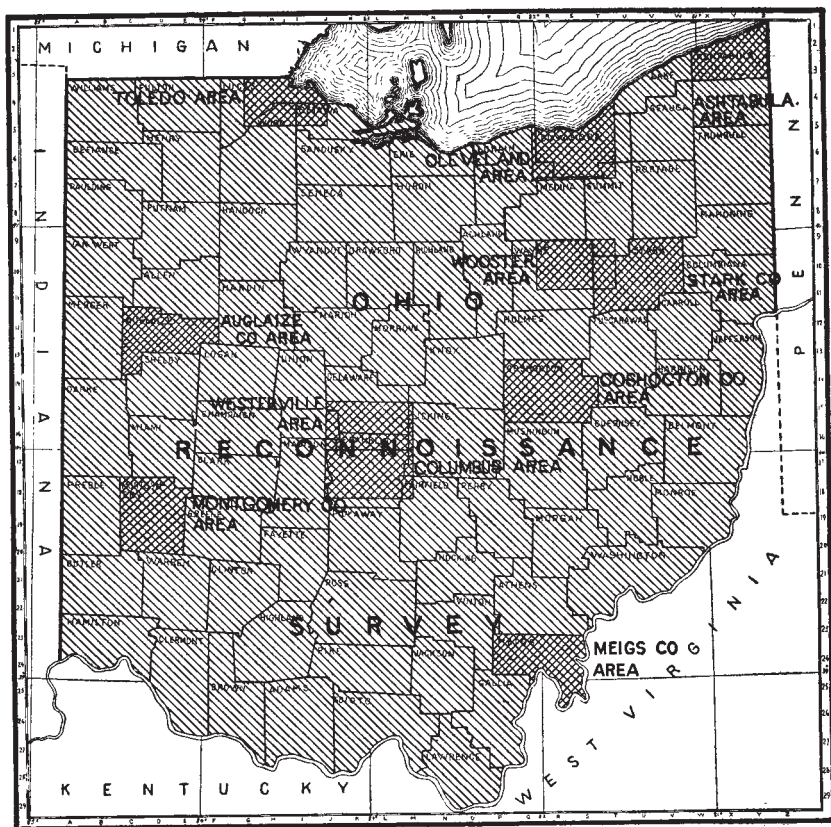 MICHIGAN
WILLIAMS
FULTON
TOLEDO AREA
LAKE
GEAUGA
ASHTABULA.
AREA
TRUMBULL
HENRY
DEFIANCE
SANDUSKY
ERIE
CLEVELAND
AREA
PORTAGE
PAULDING
SENECA
HURON
MEDINA
SUMMIT
PUTNAM
HANCOCK
MAHONING
ASHLAND
VAN WERT
WYANDOT
CRAWFORD
RICHLAND
WOOSTER
AREA
COLUMBIANA
STARK CO
AREA
ALLEN
HARDIN
OHIO
CARROLL
MERCER
MARION
MORROW
HOLMES
TUSCARAWAS
JEFFERSON
AUGLAIZE
CO AREA
SHELBY
LOGAN
UNION
KNOX
HARRISON
DELAWARE
COSHOCTON CO
AREA
DARKE
WESTERVILLE
AREA
CHAMPAIGN
MIAMI
LICKING
MUSKINGUM
GUERNSEY
BELMONT
RECONNOISSANCE
CLARK
COLUMBUS AREA
PREBLE
FAIRFIELD
PERRY
NOBLE
MONROE
MONTGOMERY CO
AREA
GREENE
PICKAWAY
MORGAN
FAYETTE
WASHINGTON
BUTLER
WARREN
CLINTON
HOCKING
ROSS
ATHENS
VINTON
HAMILTON
HIGHLAND
SURVEY
CLERMONT
PIKE
JACKSON
MEIGS CO
AREA
BROWN
ADAMS
SCIOTO
GALLIA
LAWRENCE
KENTUCKY
WEST VIRGINIA
INDIANA
PENN